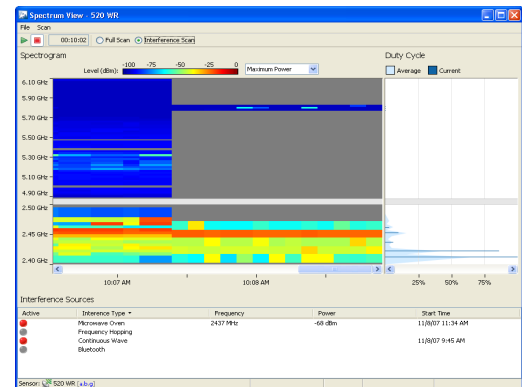 Spectrum View - 520 WR
File Scan
00:10:02 Full Scan Interference Scan
Spectrogram
Duty Cycle
Level (dBm): -100 -75 -50 -25 0 Maximum Power
Average Current
6.10 GHz
5.90 GHz
5.70 GHz
5.50 GHz
5.30 GHz
5.10 GHz
4.90 GHz
2.50 GHz
2.45 GHz
2.40 GHz
10:07 AM 10:08 AM 25% 50% 75%
Interference Sources
Active Interence Type Frequency Power Start Time
Microwave Oven 2437 MHz -68 dBm 11/8/07 11:34 AM
Frequency Hopping
Continuous Wave 11/8/07 9:45 AM
Bluetooth
Sensor: 520 WR [a,b,g]